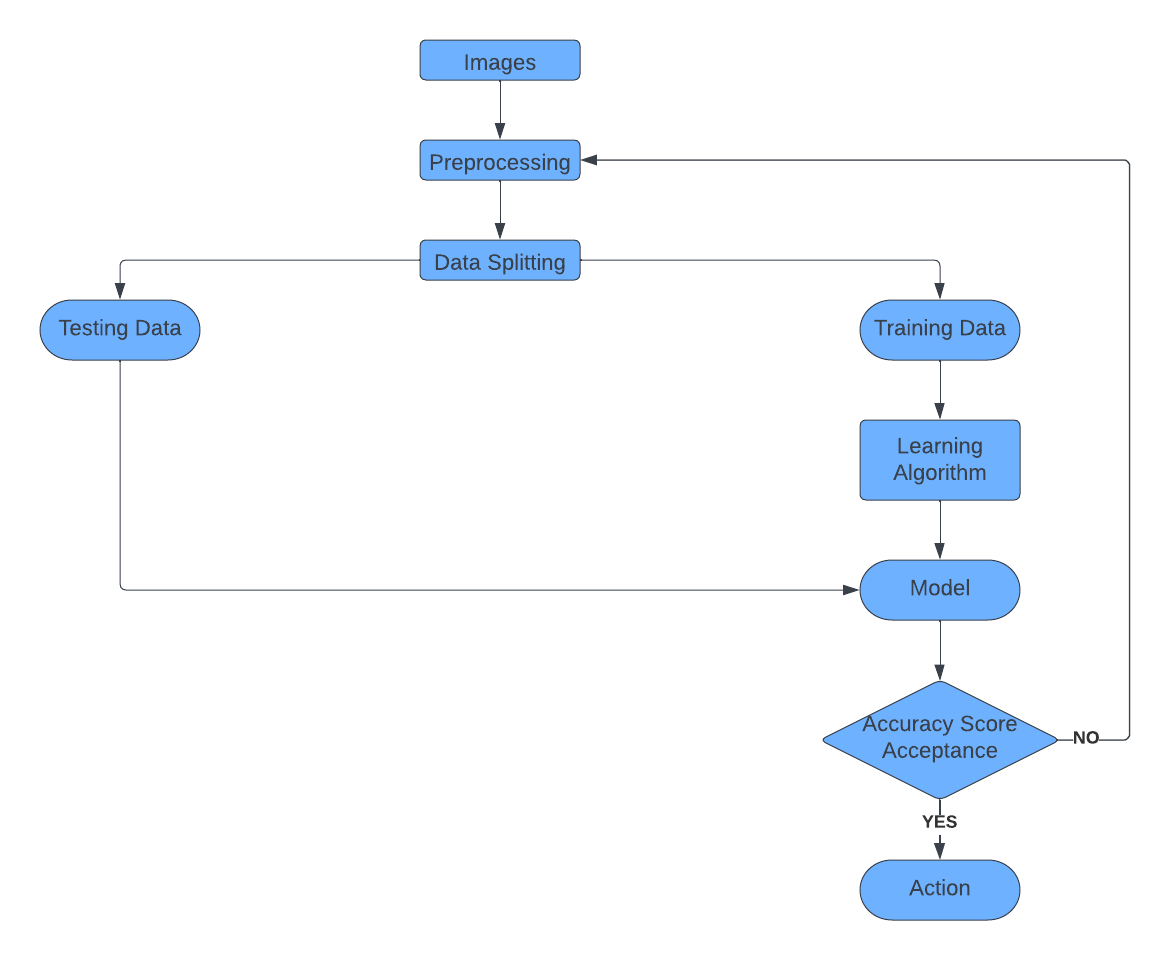 Images
Preprocessing
Data Splitting
Testing Data
Training Data
Learning
Algorithm
Model
Accuracy Score
Acceptance
NO
YES
Action